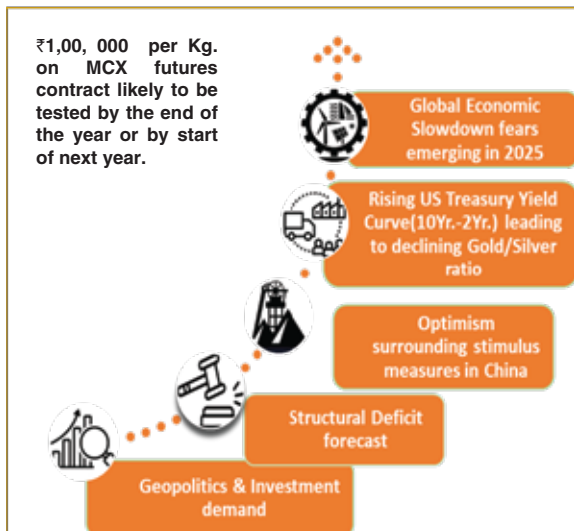 ₹1,00, 000 per Kg.
on MCX futures
contract likely to be
tested by the end of
the year or by start
of next year.
Global Economic
Slowdown fears
emerging in 2025
Rising US Treasury Yield
Curve(10Yr.-2Yr.) leading
to declining Gold/Silver
ratio
Optimism
surrounding stimulus
measures in China
Structural Deficit
forecast
Geopolitics & Investment
demand